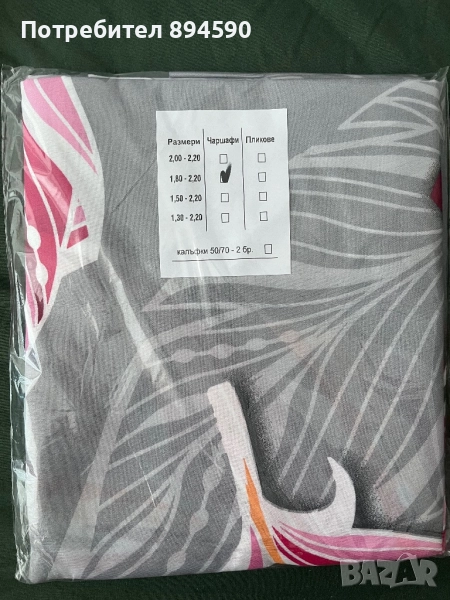 Потребител 894590
Размери Чаршафи Пликове
2,00 - 2,20
1,80 - 2,20
1,50 - 2,20
1,30 - 2,20
калъфки 50/70 - 2 бр.
BAZAR